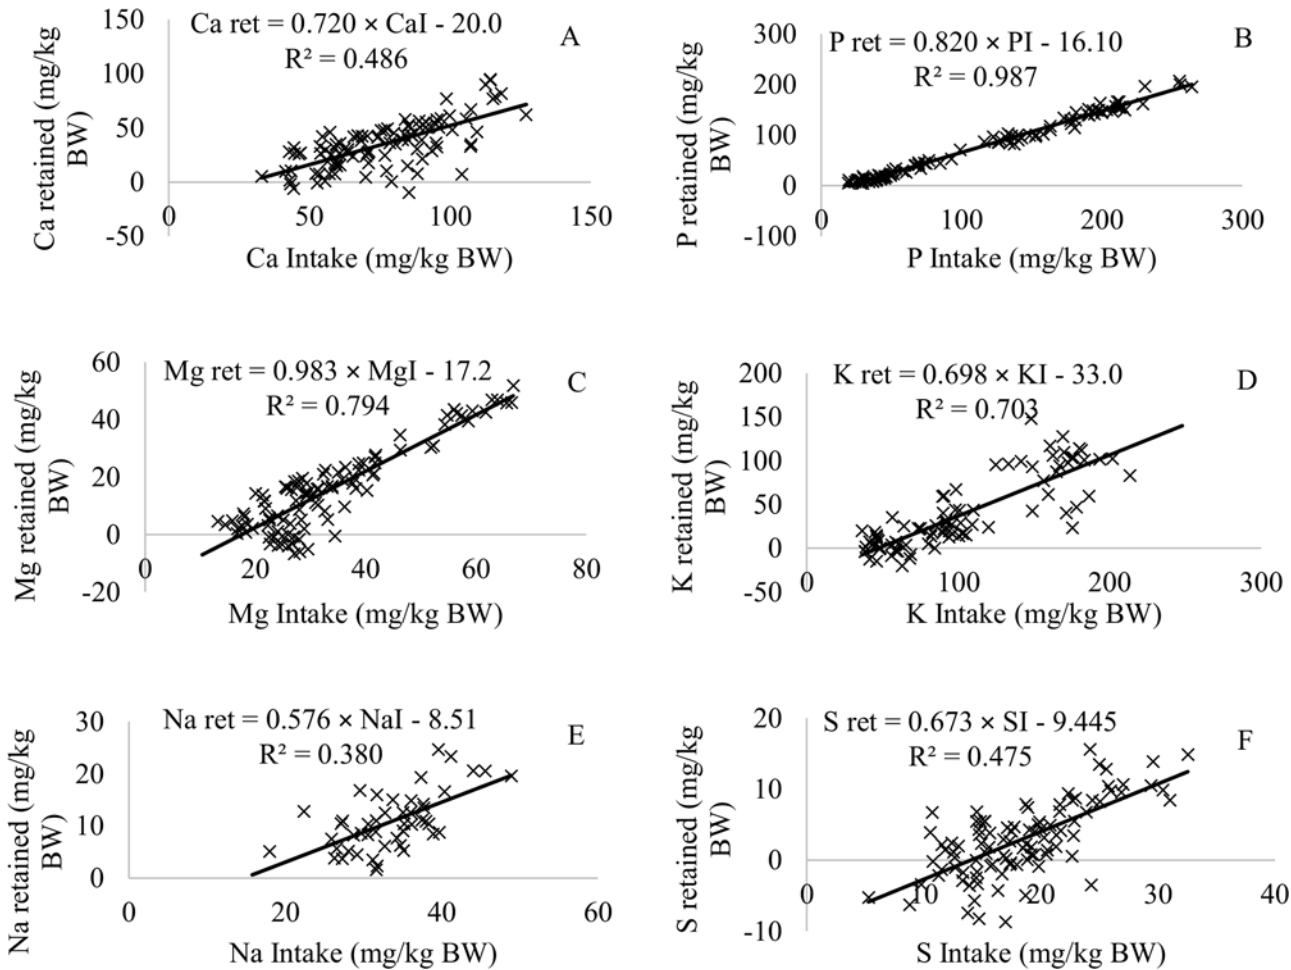 Ca ret = 0.720 × CaI - 20.0
R² = 0.486
A
150
100
50
0
-50
0
50
100
150
Ca retained (mg/kg
BW)
Ca Intake (mg/kg BW)
P ret = 0.820 × PI - 16.10
R² = 0.987
B
300
200
100
0
-100
0
100
200
300
P retained (mg/kg
BW)
P Intake (mg/kg BW)
Mg ret = 0.983 × MgI - 17.2
R² = 0.794
C
60
40
20
0
-20
0
20
40
60
80
Mg retained (mg/kg
BW)
Mg Intake (mg/kg BW)
K ret = 0.698 × KI - 33.0
R² = 0.703
D
200
150
100
50
0
-50
0
100
200
300
K retained (mg/kg
BW)
K Intake (mg/kg BW)
Na ret = 0.576 × NaI - 8.51
R² = 0.380
E
30
20
10
0
0
20
40
60
Na retained (mg/kg
BW)
Na Intake (mg/kg BW)
S ret = 0.673 × SI - 9.445
R² = 0.475
F
20
10
0
-10
0
10
20
30
40
S retained (mg/kg
BW)
S Intake (mg/kg BW)